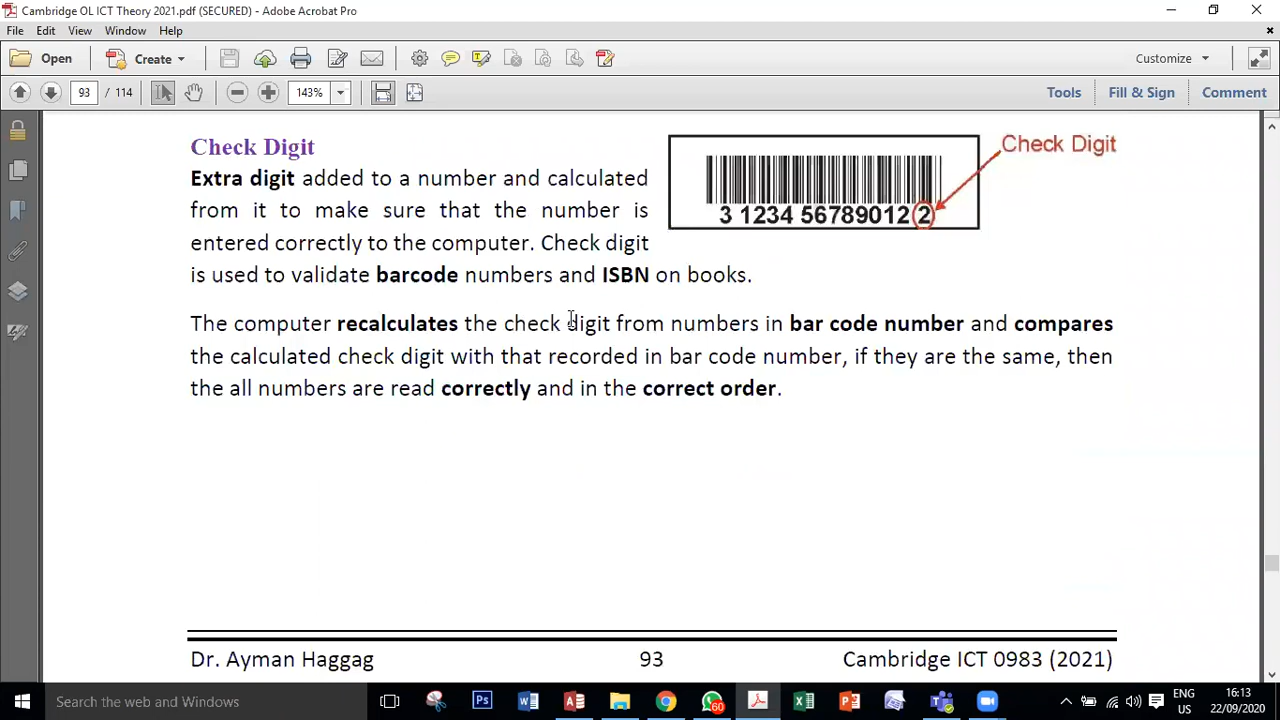 Cambridge OL ICT Theory 2021.pdf (SECURED) - Adobe Acrobat Pro
File Edit View Window Help
Open Create Customize
93 / 114 143% Tools Fill & Sign Comment
Check Digit
Extra digit added to a number and calculated
from it to make sure that the number is
entered correctly to the computer. Check digit
is used to validate barcode numbers and ISBN on books.
3 1234 56789012 2
Check Digit
The computer recalculates the check digit from numbers in bar code number and compares
the calculated check digit with that recorded in bar code number, if they are the same, then
the all numbers are read correctly and in the correct order.
Dr. Ayman Haggag 93 Cambridge ICT 0983 (2021)
Search the web and Windows
60
ENG
US
16:13
22/09/2020